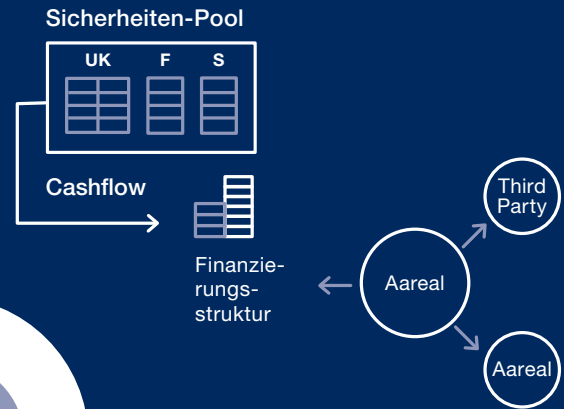 Sicherheiten-Pool
UK F S
Cashflow
Finanzie-
rungs-
struktur
Aareal
Third
Party
Aareal